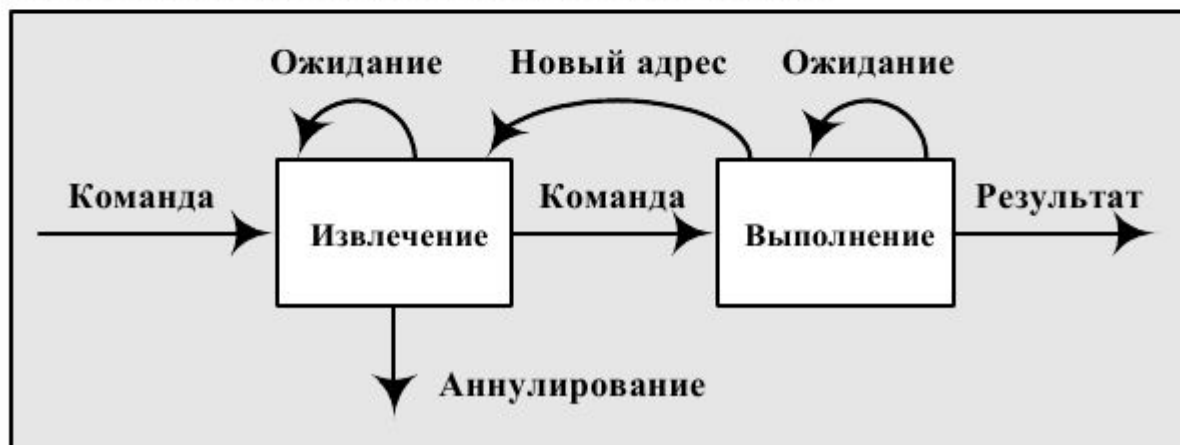 Ожидание Новый адрес Ожидание
Команда Команда Результат
Извлечение Выполнение
Аннулирование